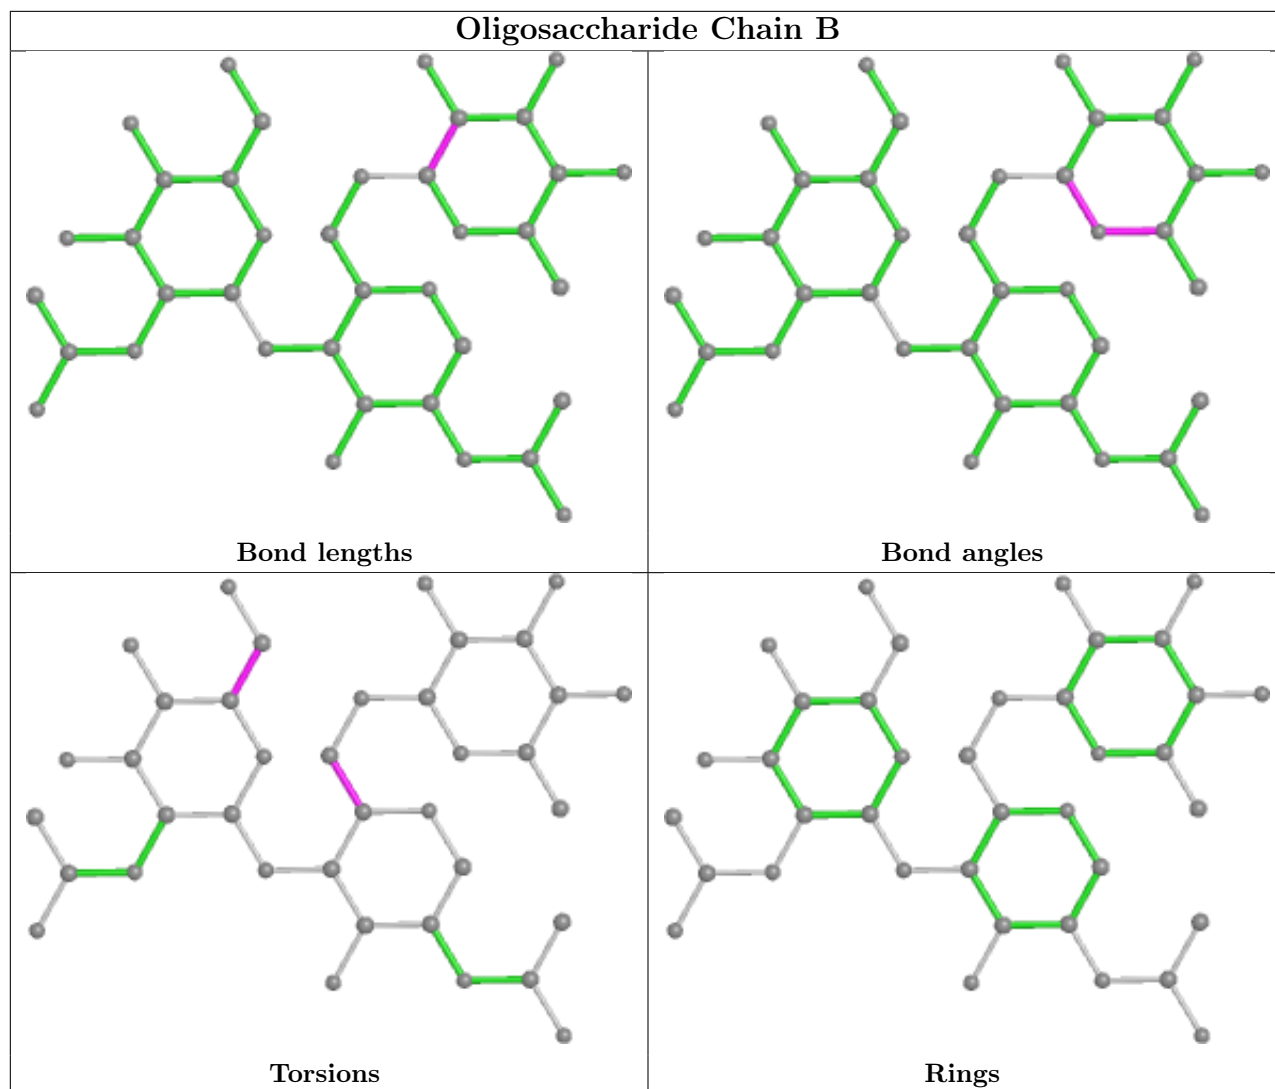 Oligosaccharide Chain B
Bond lengths
Bond angles
Torsions
Rings